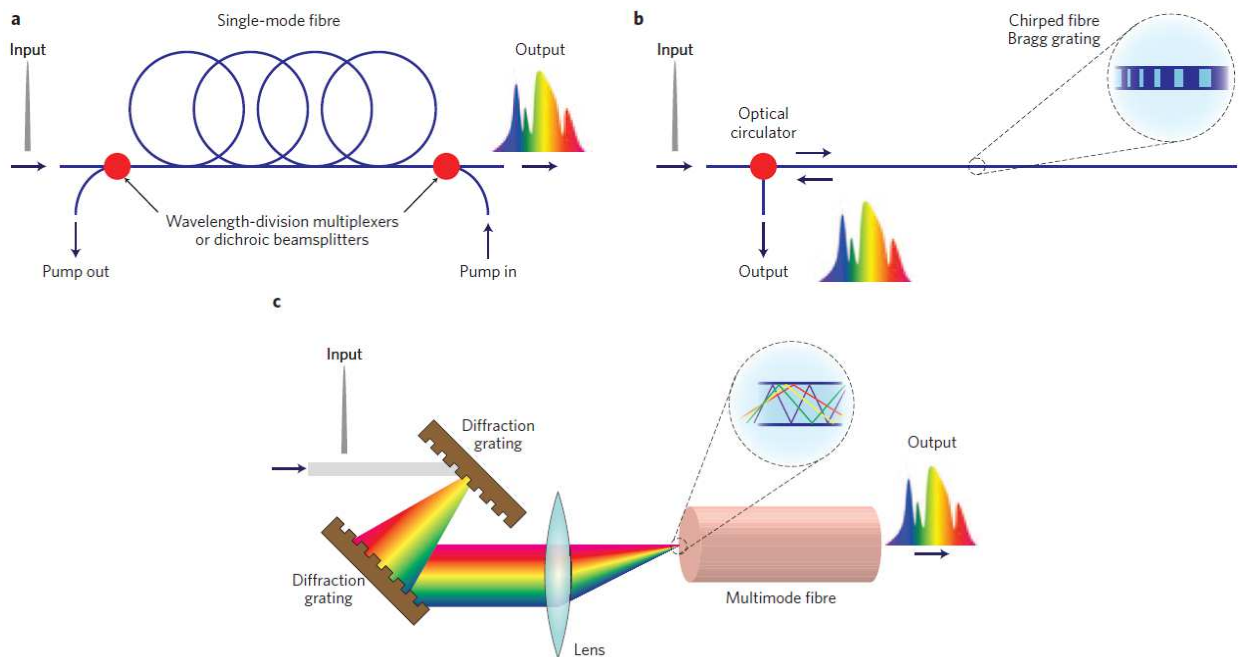 a
Single-mode fibre
Input
Output
Wavelength-division multiplexers
or dichroic beamsplitters
Pump out
Pump in
b
Input
Chirped fibre
Bragg grating
Optical
circulator
Output
c
Input
Diffraction
grating
Diffraction
grating
Lens
Multimode fibre
Output